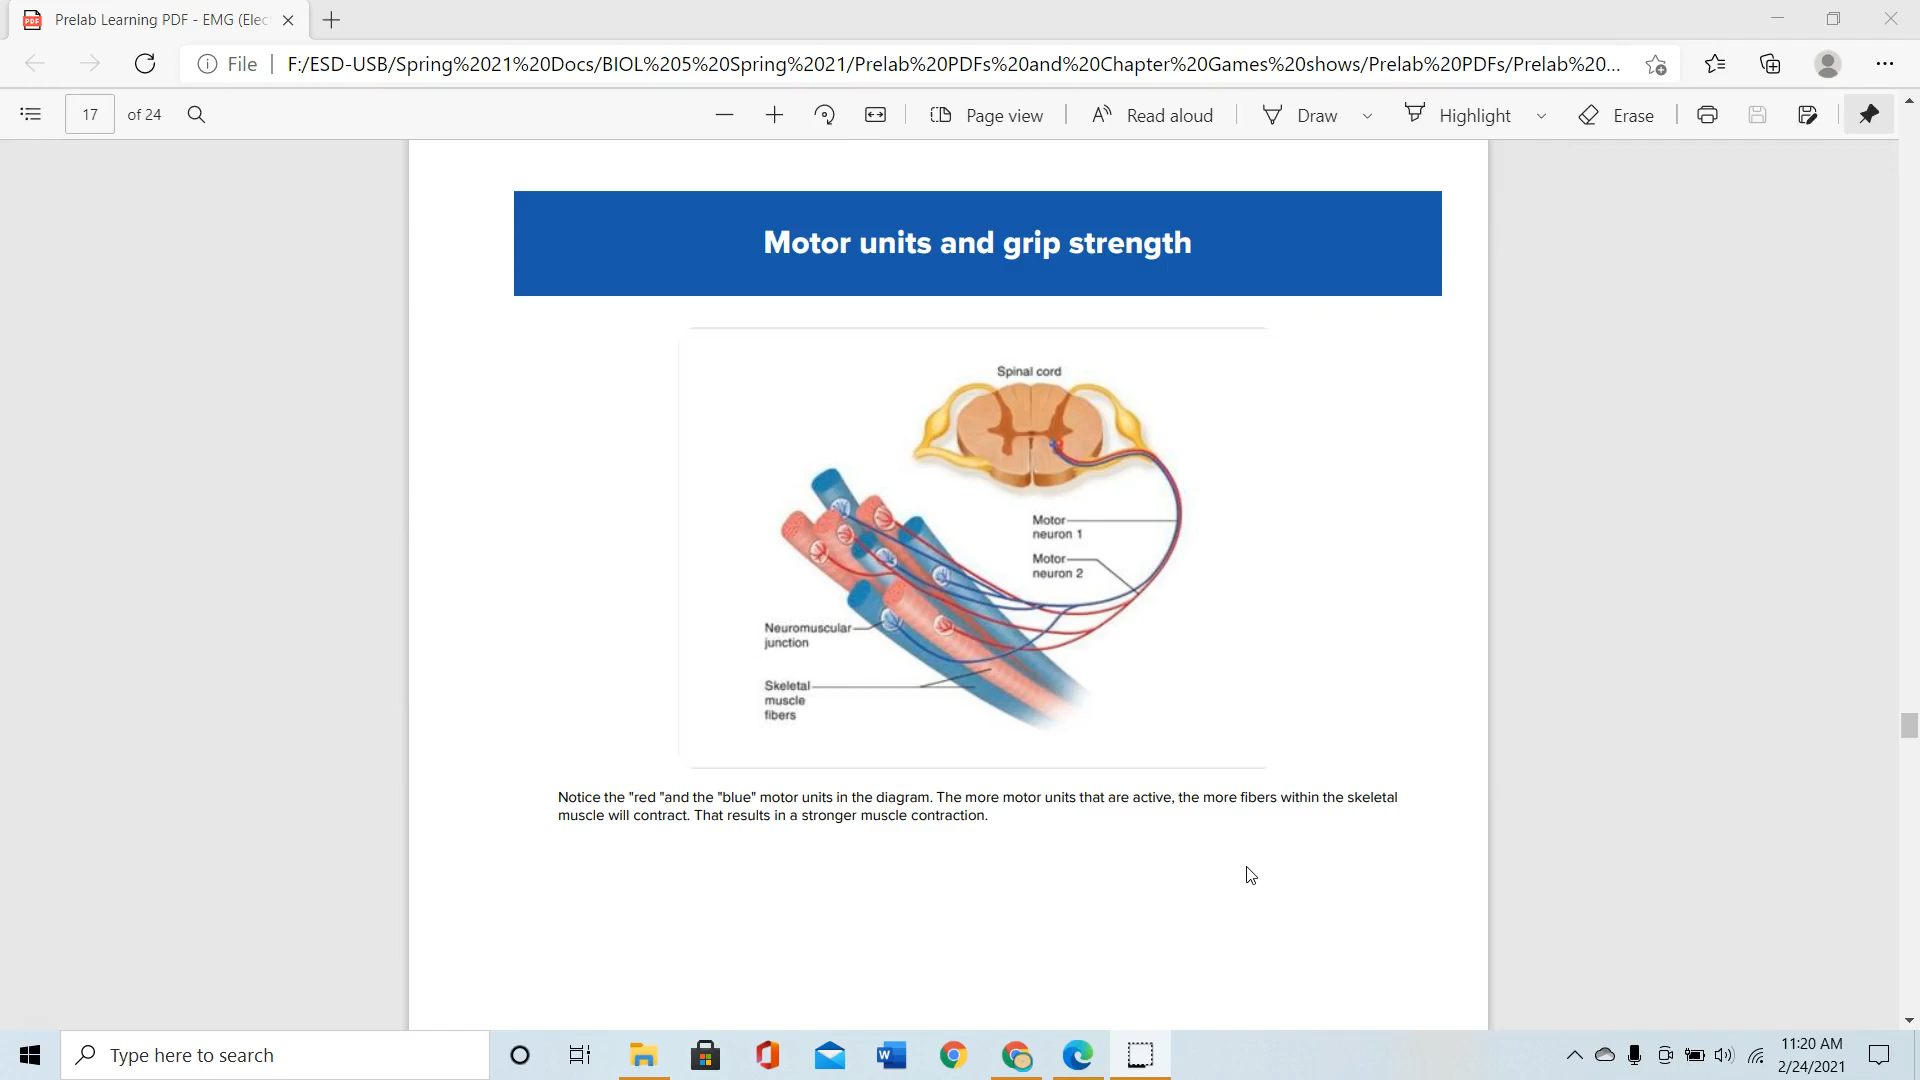 Prelab Learning PDF - EMG (Elec
File
F:/ESD-USB/Spring%2021%20Docs/BIOL%205%20Spring%2021/Prelab%20PDFs%20and%20Chapter%20Games%20shows/Prelab%20PDFs/Prelab%20...
17 of 24
Page view
Read aloud
Draw
Highlight
Erase
Motor units and grip strength
Spinal cord
Motor
neuron 1
Motor
neuron 2
Neuromuscular
junction
Skeletal
muscle
fibers
Notice the "red "and the "blue" motor units in the diagram. The more motor units that are active, the more fibers within the skeletal
muscle will contract. That results in a stronger muscle contraction.
Type here to search
11:20 AM
2/24/2021